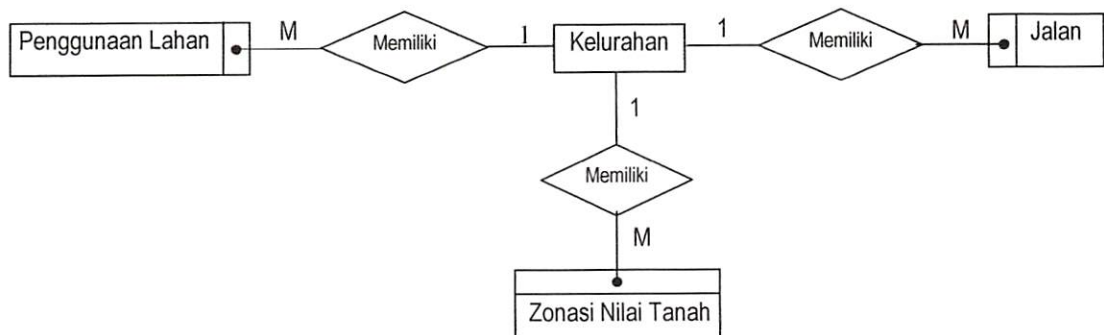 Penggunaan Lahan M Memiliki 1 Kelurahan 1 Memiliki M Jalan
1
Memiliki
M
Zonasi Nilai Tanah